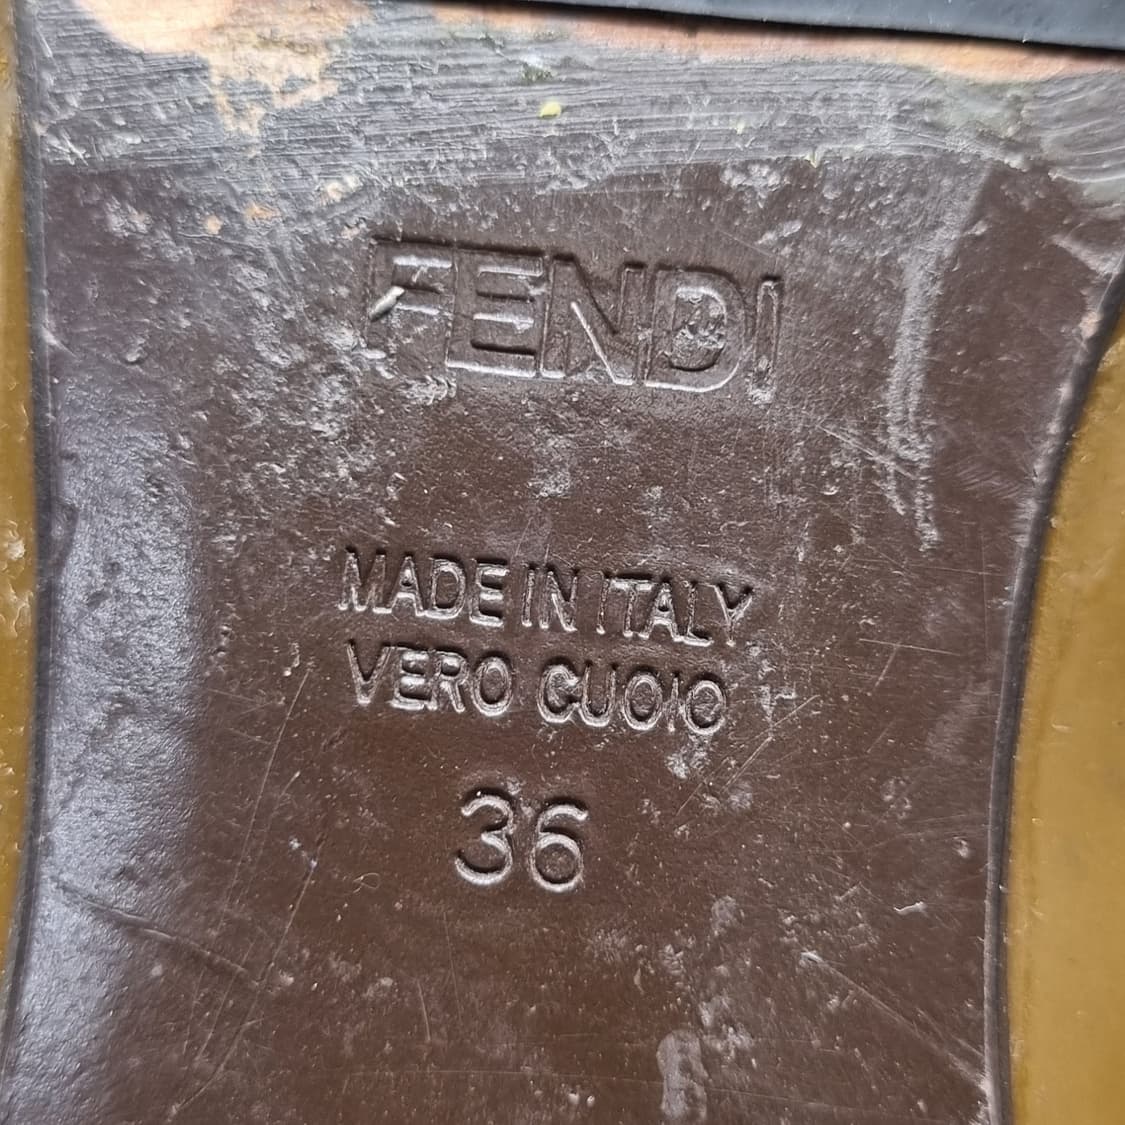 FENDI
MADE IN ITALY
VERO CUOIO
36